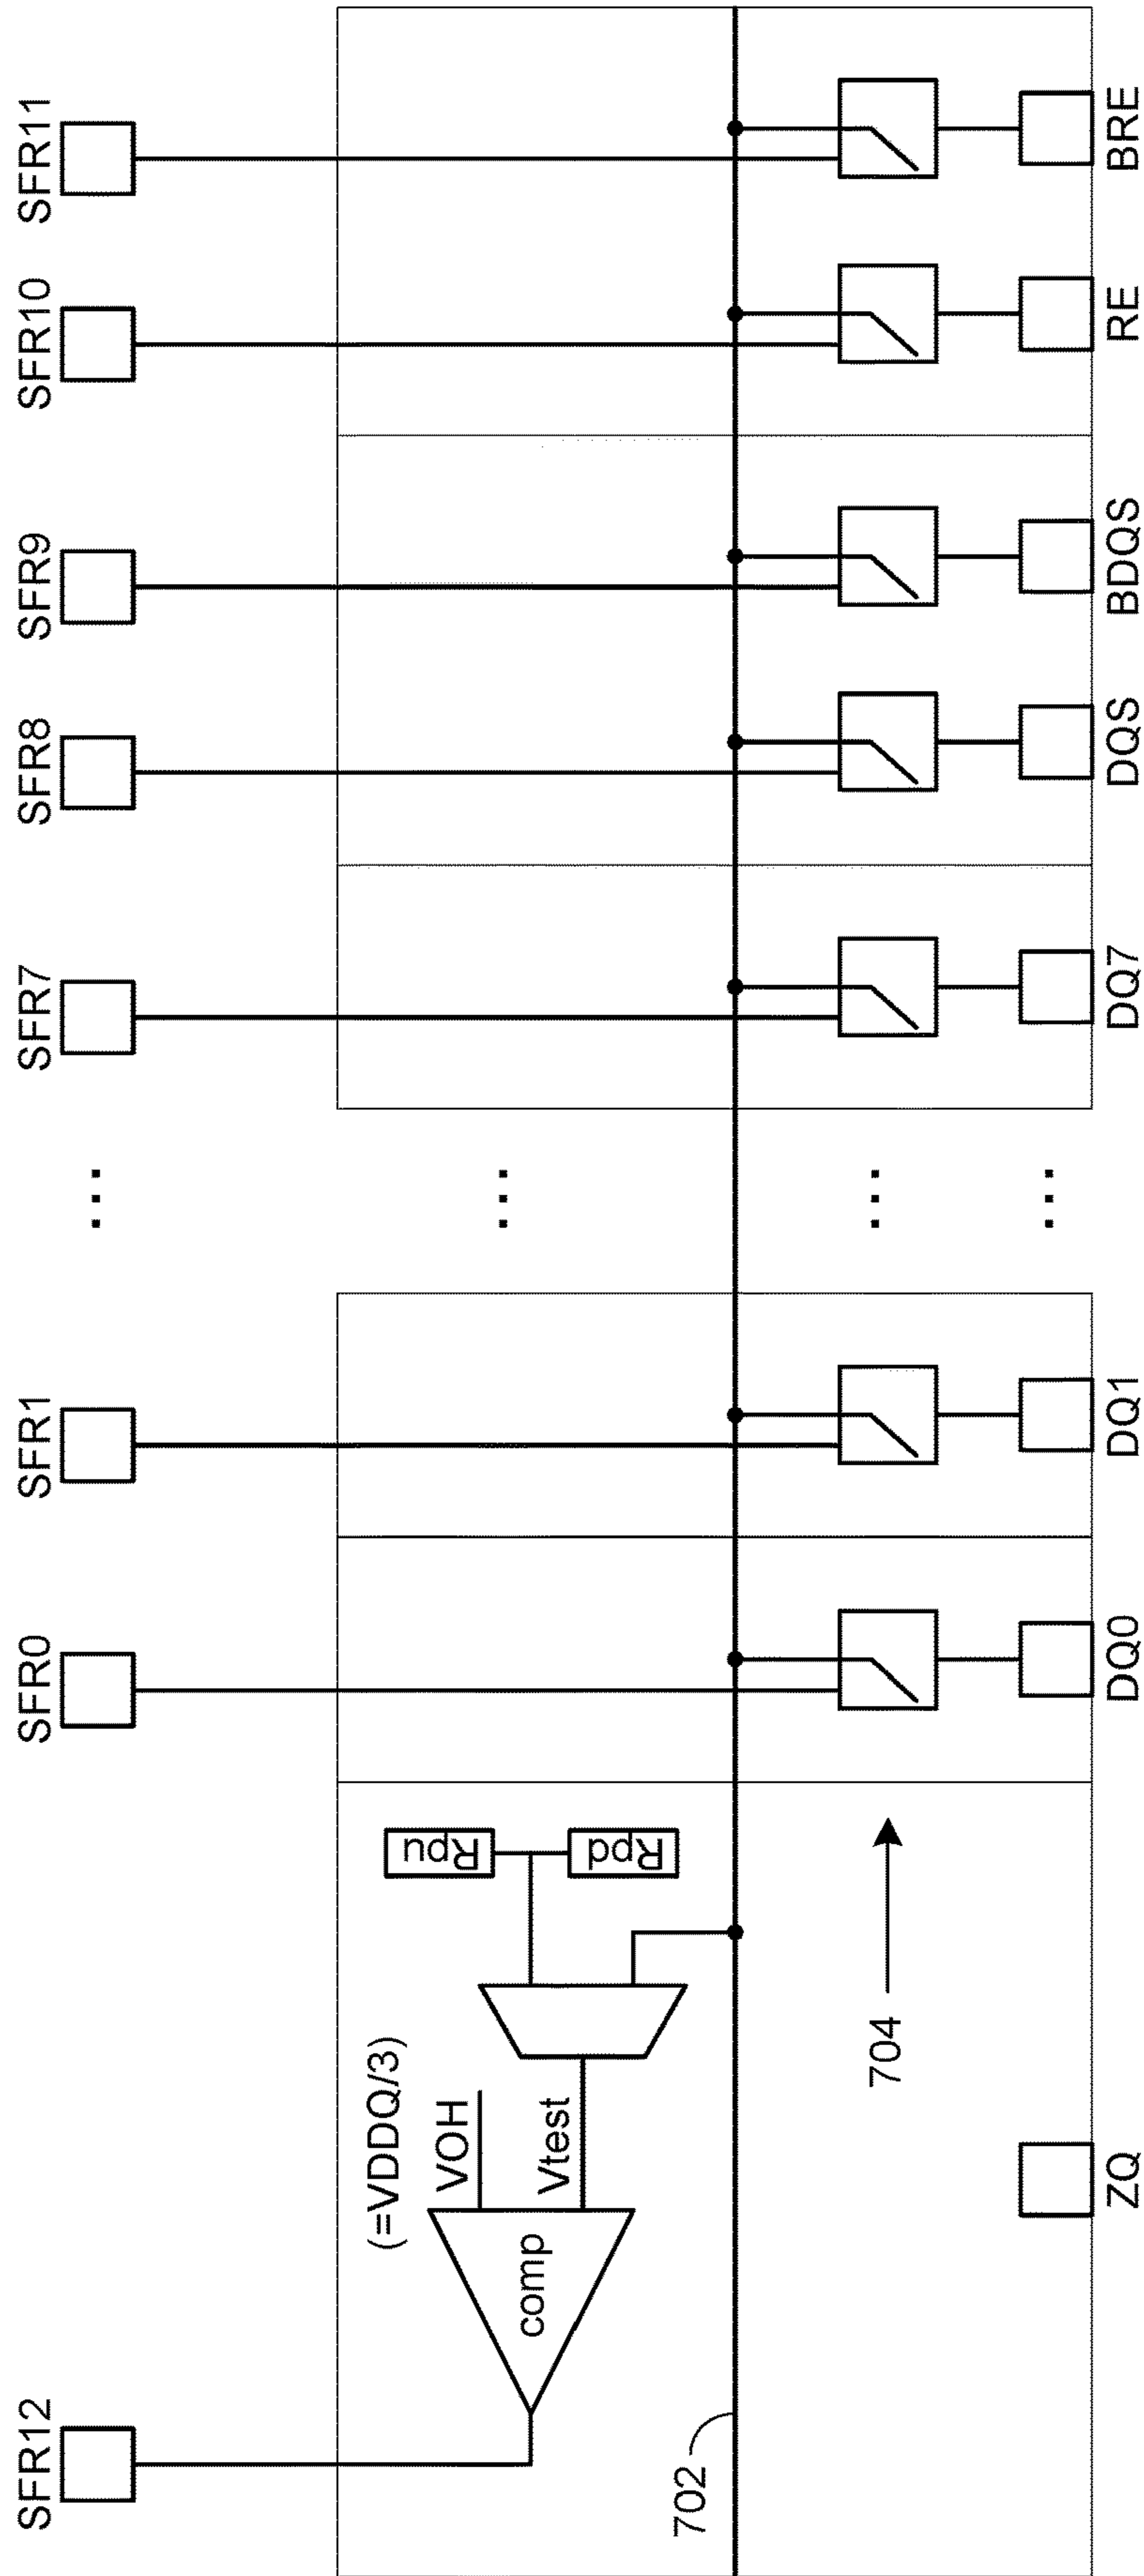 SFR12
SFR0
SFR1
...
SFR7
SFR8
SFR9
SFR10
SFR11
(=VDDQ/3)
VOH
Vtest
comp
Rpu
Rpd
...
702
704
...
...
ZQ
DQ0
DQ1
DQ7
DQS
BDQS
RE
BRE